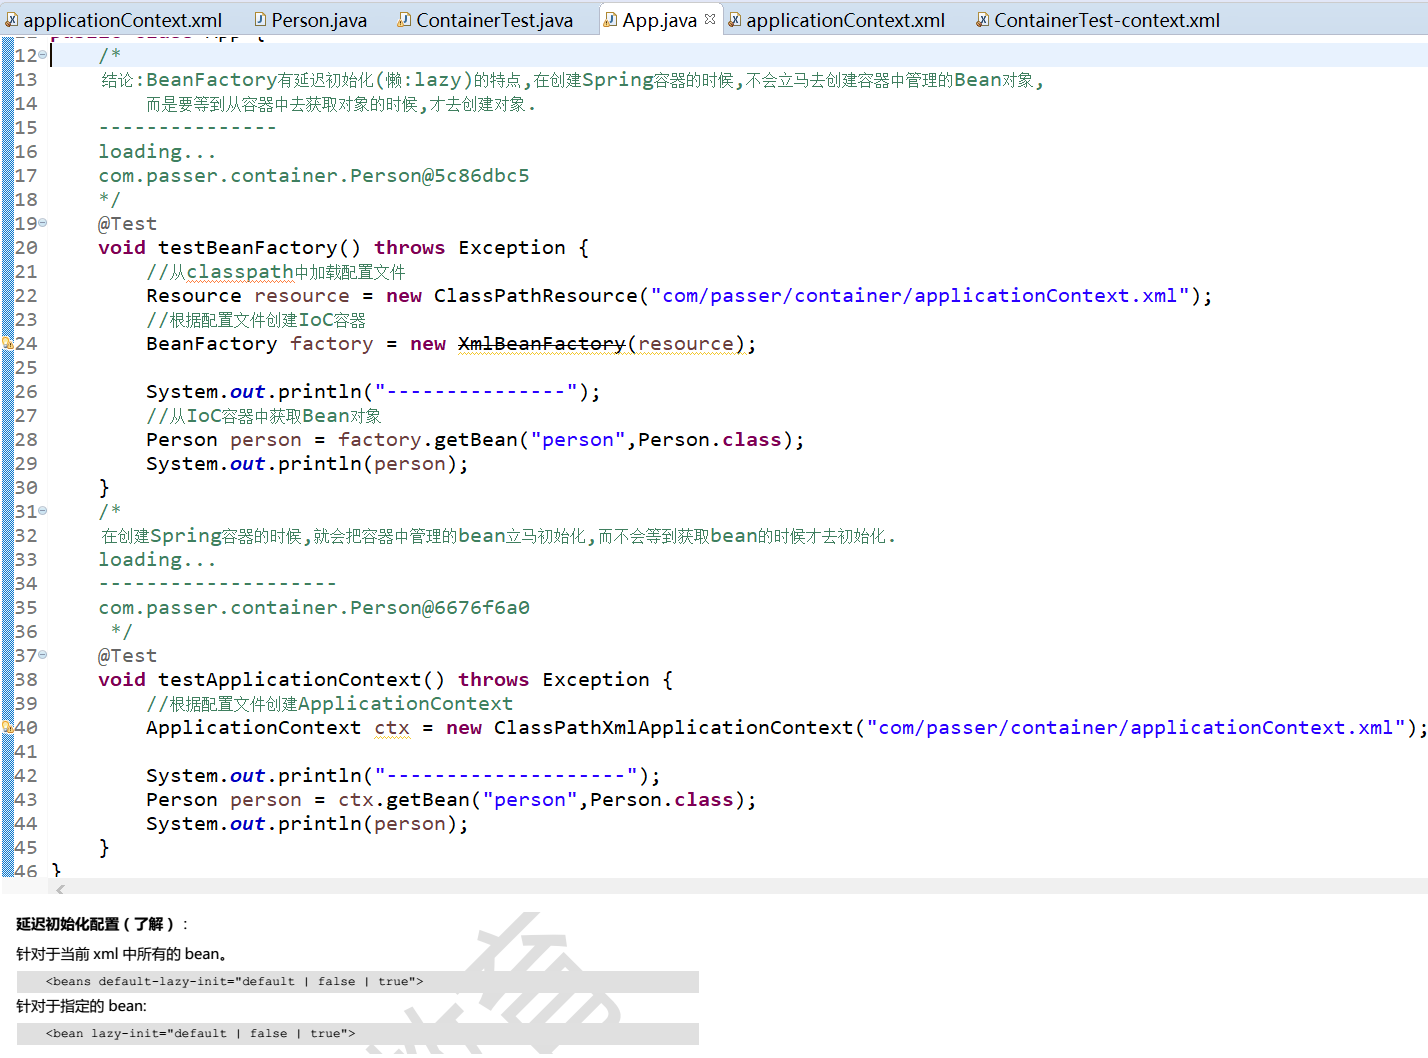 applicationContext.xml Person.java ContainerTest.java App.java applicationContext.xml ContainerTest-context.xml
12 /*
13 结论:BeanFactory有延迟初始化(懒:lazy)的特点,在创建Spring容器的时候,不会立马去创建容器中管理的Bean对象,
14 而是要等到从容器中去获取对象的时候,才去创建对象.
15 ---------------
16 loading...
17 com.passer.container.Person@5c86dbc5
18 */
19 @Test
20 void testBeanFactory() throws Exception {
21 //从classpath中加载配置文件
22 Resource resource = new ClassPathResource("com/passer/container/applicationContext.xml");
23 //根据配置文件创建IoC容器
24 BeanFactory factory = new XmlBeanFactory(resource);
25
26 System.out.println("---------------");
27 //从IoC容器中获取Bean对象
28 Person person = factory.getBean("person",Person.class);
29 System.out.println(person);
30 }
31 /*
32 在创建Spring容器的时候,就会把容器中管理的bean立马初始化,而不会等到获取bean的时候才去初始化.
33 loading...
34 --------------------
35 com.passer.container.Person@6676f6a0
36 */
37 @Test
38 void testApplicationContext() throws Exception {
39 //根据配置文件创建ApplicationContext
40 ApplicationContext ctx = new ClassPathXmlApplicationContext("com/passer/container/applicationContext.xml");
41
42 System.out.println("--------------------");
43 Person person = ctx.getBean("person",Person.class);
44 System.out.println(person);
45 }
46 }
延迟初始化配置（了解）:
针对于当前 xml 中所有的 bean。
<beans default-lazy-init="default | false | true">
针对于指定的 bean:
<bean lazy-init="default | false | true">